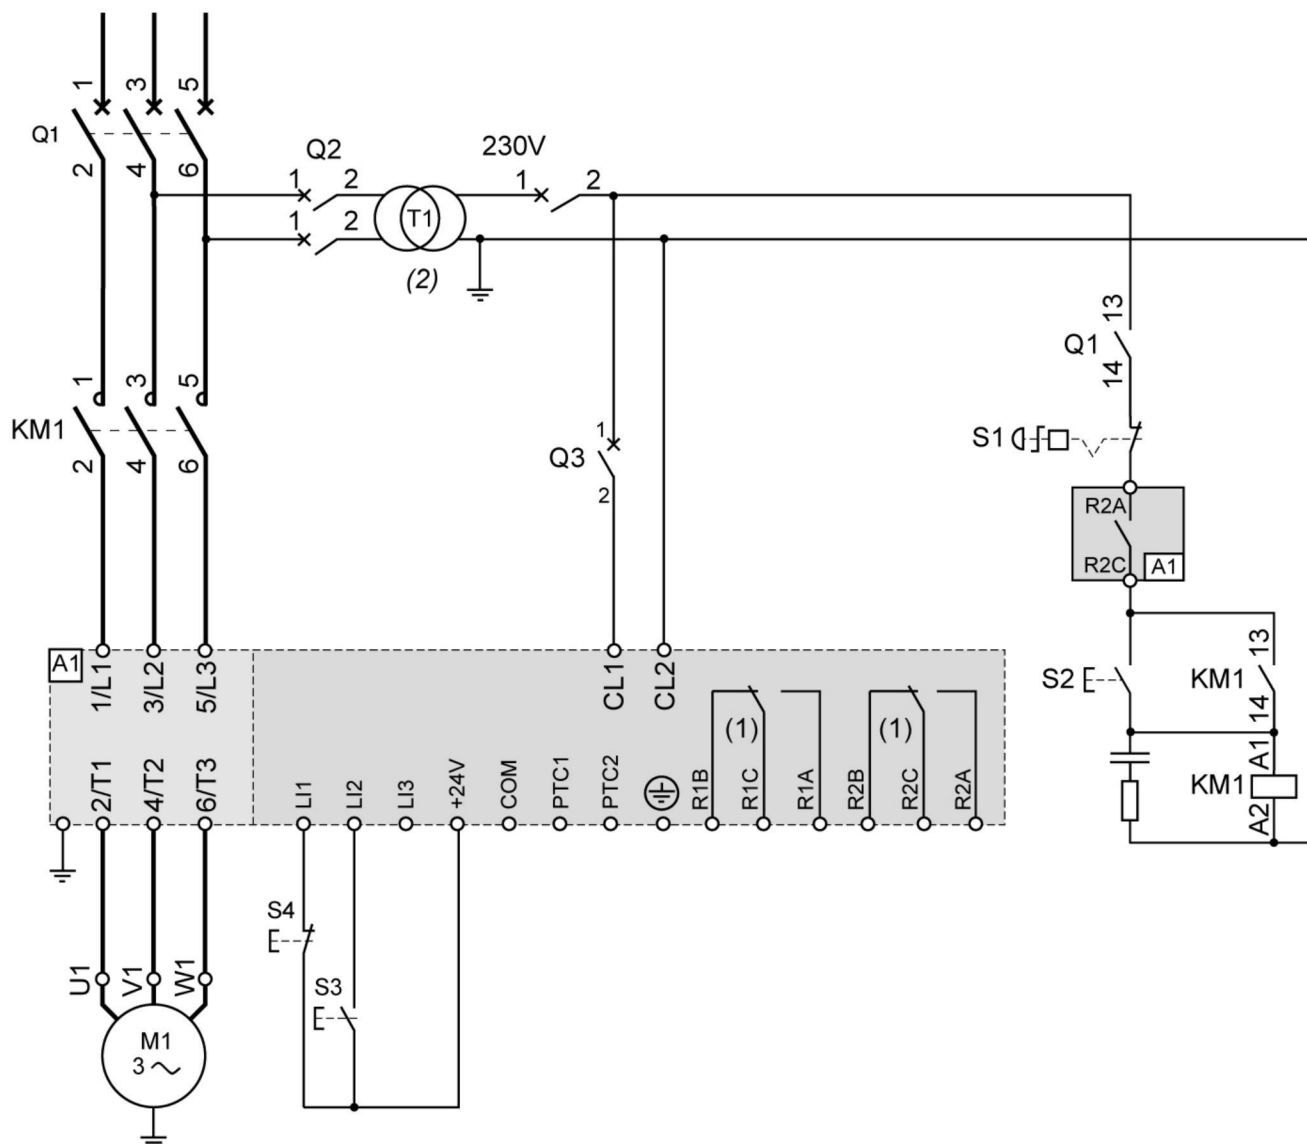 1 3 5
Q1
2 4 6
Q2 230V
1 2 1 2
T1
1 2
(2)
1 3 5
KM1
2 4 6
1
Q3
2
13
Q1
14
S1
R2A
R2C A1
13
S2 KM1
14
A1
KM1
A2
A1 1/L1 3/L2 5/L3 CL1 CL2
(1) (1)
2/T1 4/T2 6/T3 LI1 LI2 LI3 +24V COM PTC1 PTC2 R1B R1C R1A R2B R2C R2A
S4
S3
U1 V1 W1
M1
3